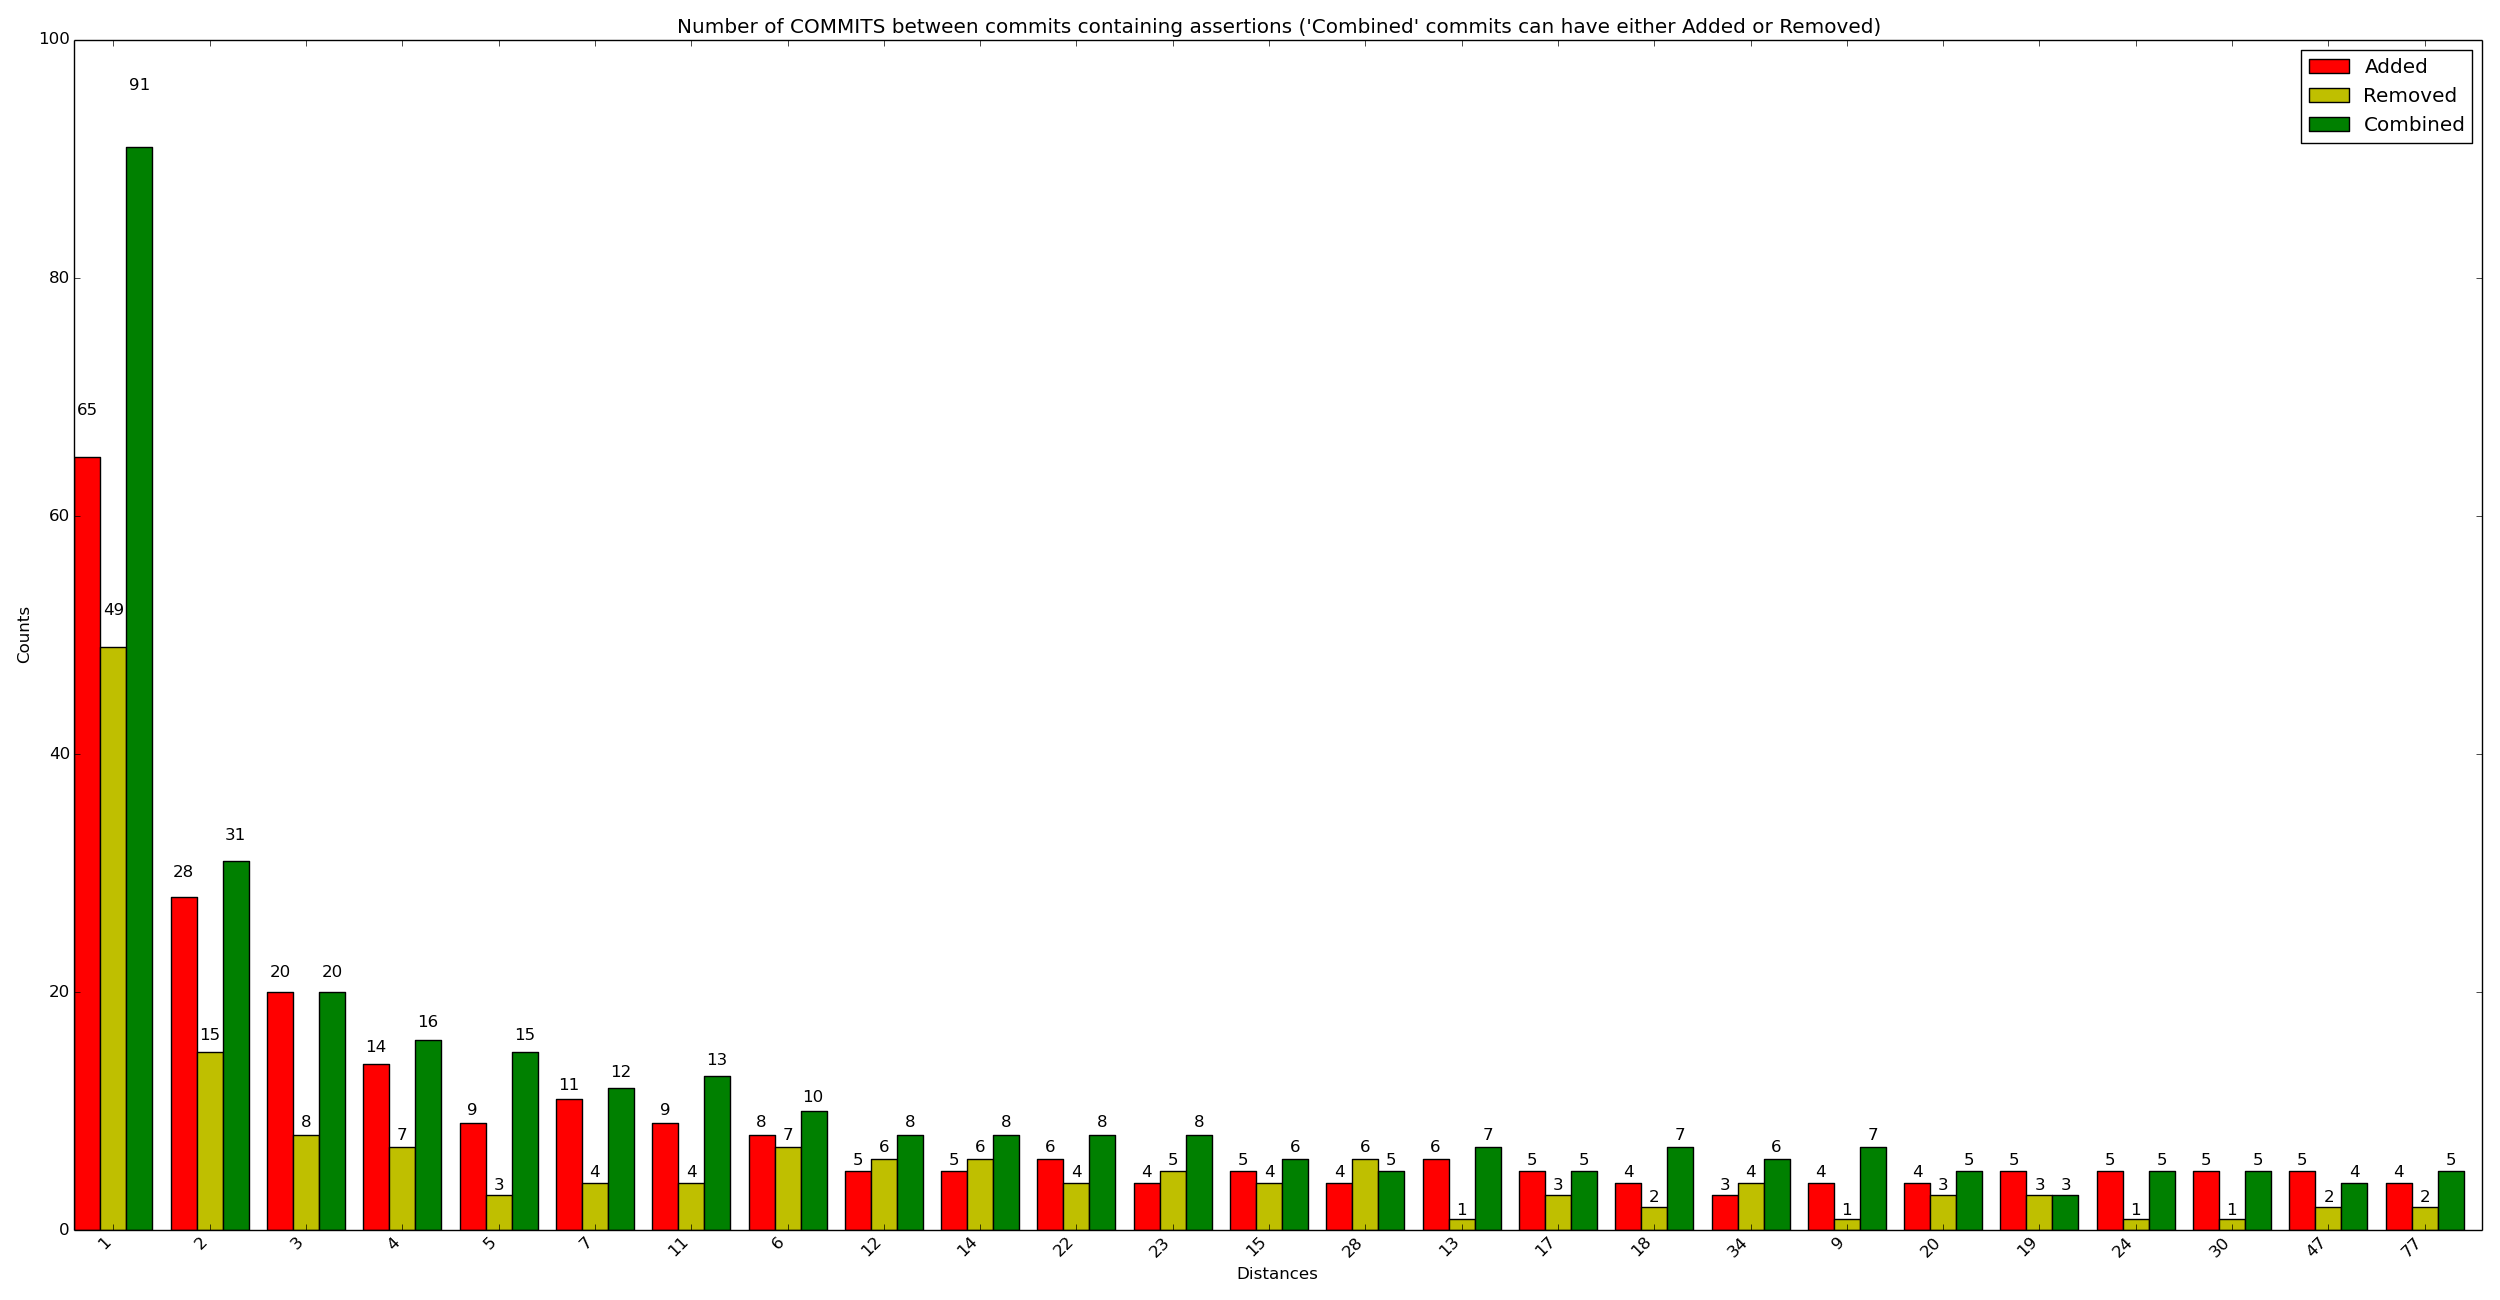 Number of COMMITS between commits containing assertions ('Combined' commits can have either Added or Removed)
Added
Removed
Combined
Counts
100
80
60
40
20
0
65 49 91
28 15 31
20 8 20
14 7 16
9 3 15
11 4 12
9 4 13
8 7 10
5 6 8
5 6 8
6 4 8
4 5 8
5 4 6
4 6 5
6 1 7
5 3 5
4 2 7
3 4 6
4 1 7
4 3 5
5 3 3
5 1 5
5 1 5
5 2 4
4 2 5
1 2 3 4 5 7 11 6 12 14 22 23 15 28 13 17 18 34 9 20 19 24 30 47 77
Distances